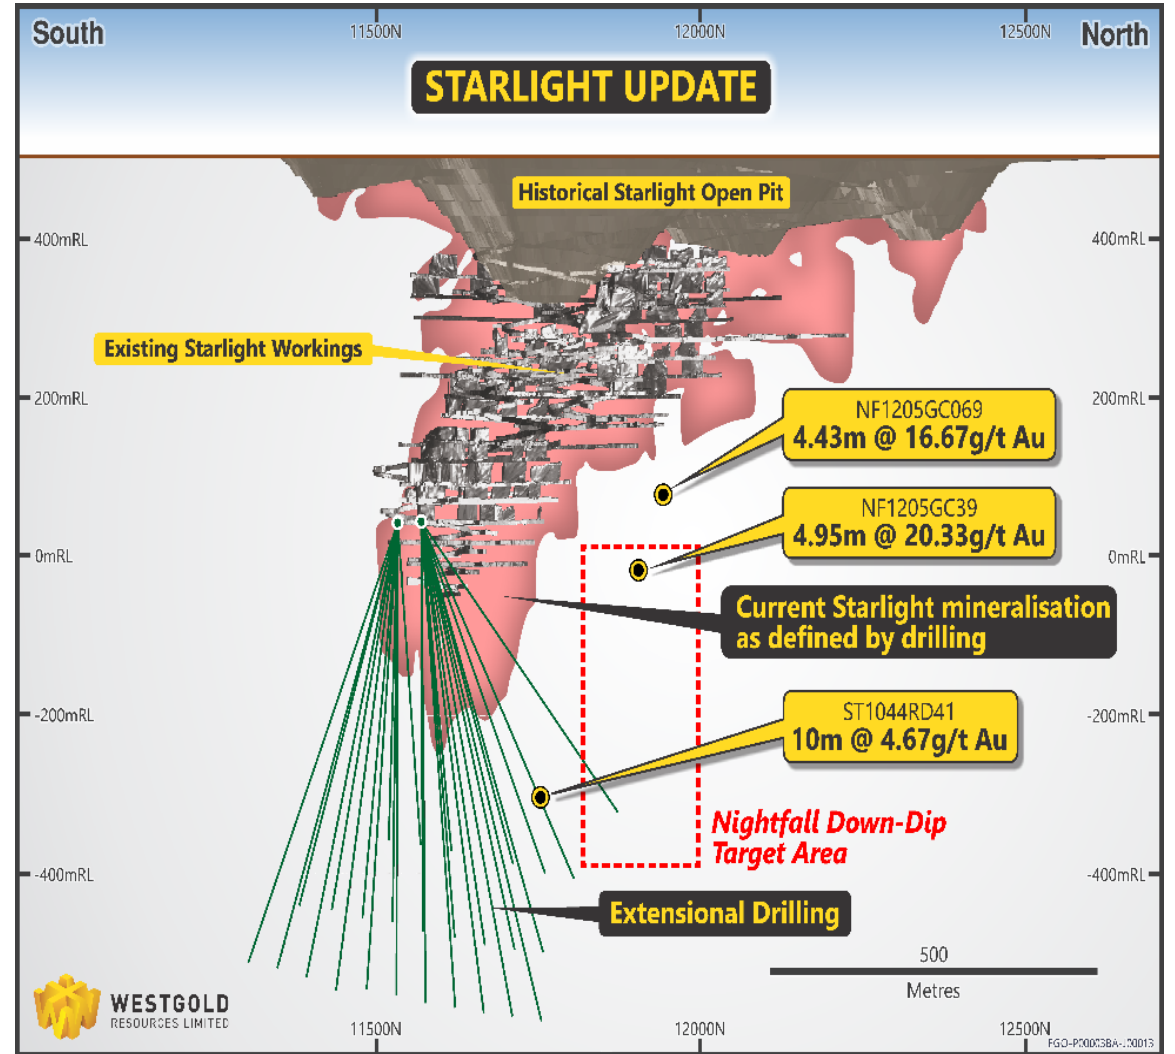 South
11500N
12000N
12500N
North
STARLIGHT UPDATE
Historical Starlight Open Pit
400mRL
400mRL
Existing Starlight Workings
200mRL
200mRL
NF1205GC069
4.43m @ 16.67g/t Au
NF1205GC39
4.95m @ 20.33g/t Au
0mRL
0mRL
Current Starlight mineralisation
as defined by drilling
-200mRL
-200mRL
ST1044RD41
10m @ 4.67g/t Au
Nightfall Down-Dip
Target Area
-400mRL
-400mRL
Extensional Drilling
500
Metres
WESTGOLD
RESOURCES LIMITED
11500N
12000N
12500N